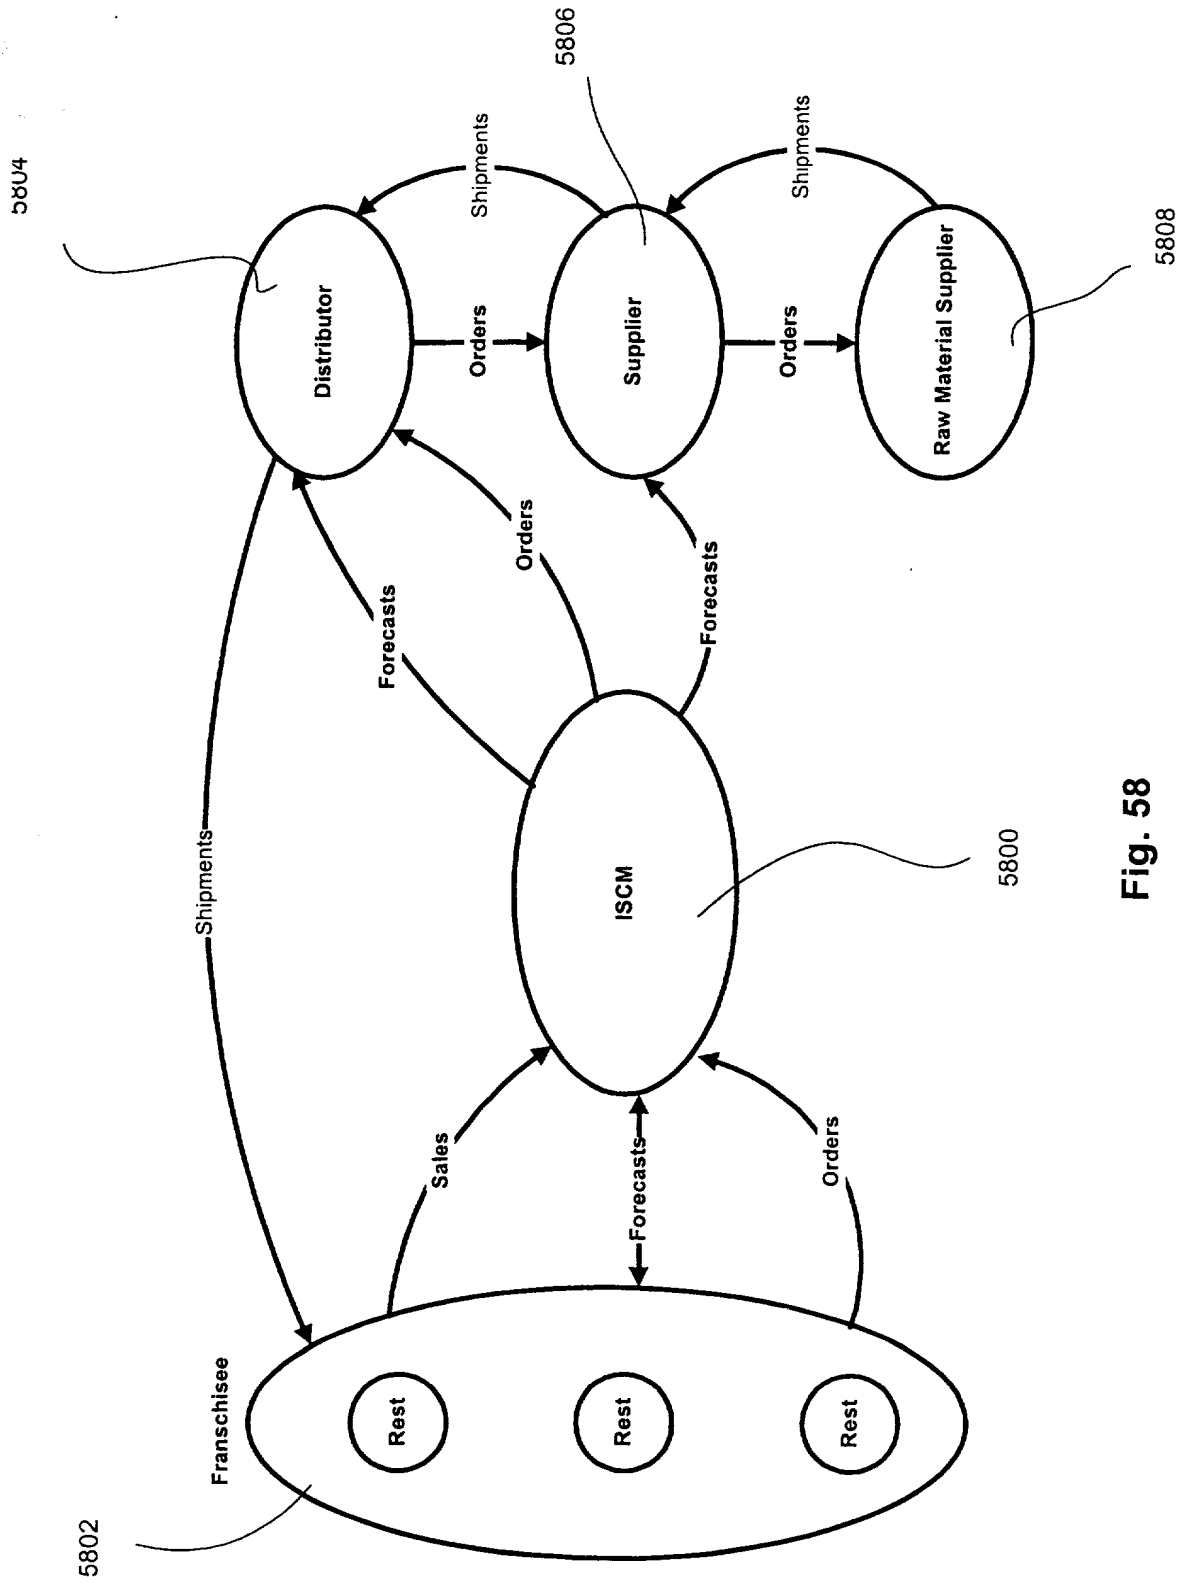 5802
Franschisee
Rest
Rest
Rest
Shipments
Sales
Forecasts
Orders
ISCM
5800
Forecasts
Orders
Forecasts
5804
Distributor
Shipments
Orders
5806
Supplier
Shipments
Orders
Raw Material Supplier
5808
Fig. 58